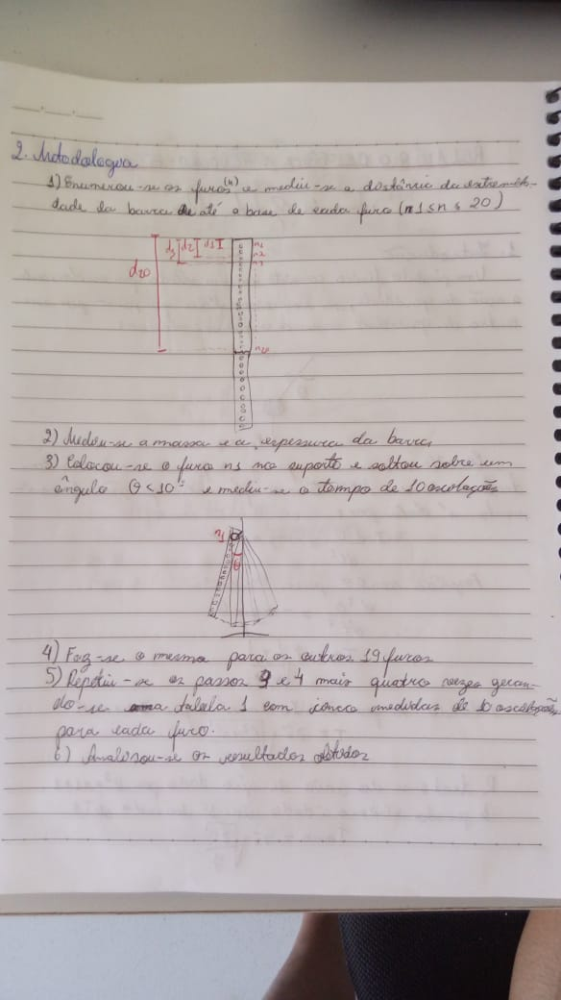 2. Metodologia
1) Enumerou-se os furos (n) e mediu-se a distância da extremi-
dade da barra até a base de cada furo (n 1 ≤ n ≤ 20)
d3 d2 d1 n1
n2
n3
d20
n20
2) Mediu-se a massa e a espessura da barra
3) Colocou-se o furo n1 no suporte e soltou sobre um
ângulo θ < 10° e mediu-se o tempo de 10 oscilações
n1
θ
4) Fez-se o mesmo para os outros 19 furos
5) Repetiu-se os passos 3 e 4 mais quatro vezes geran-
do-se uma tabela 1 com cinco medidas de 10 oscilações
para cada furo.
6) Analisou-se os resultados obtidos